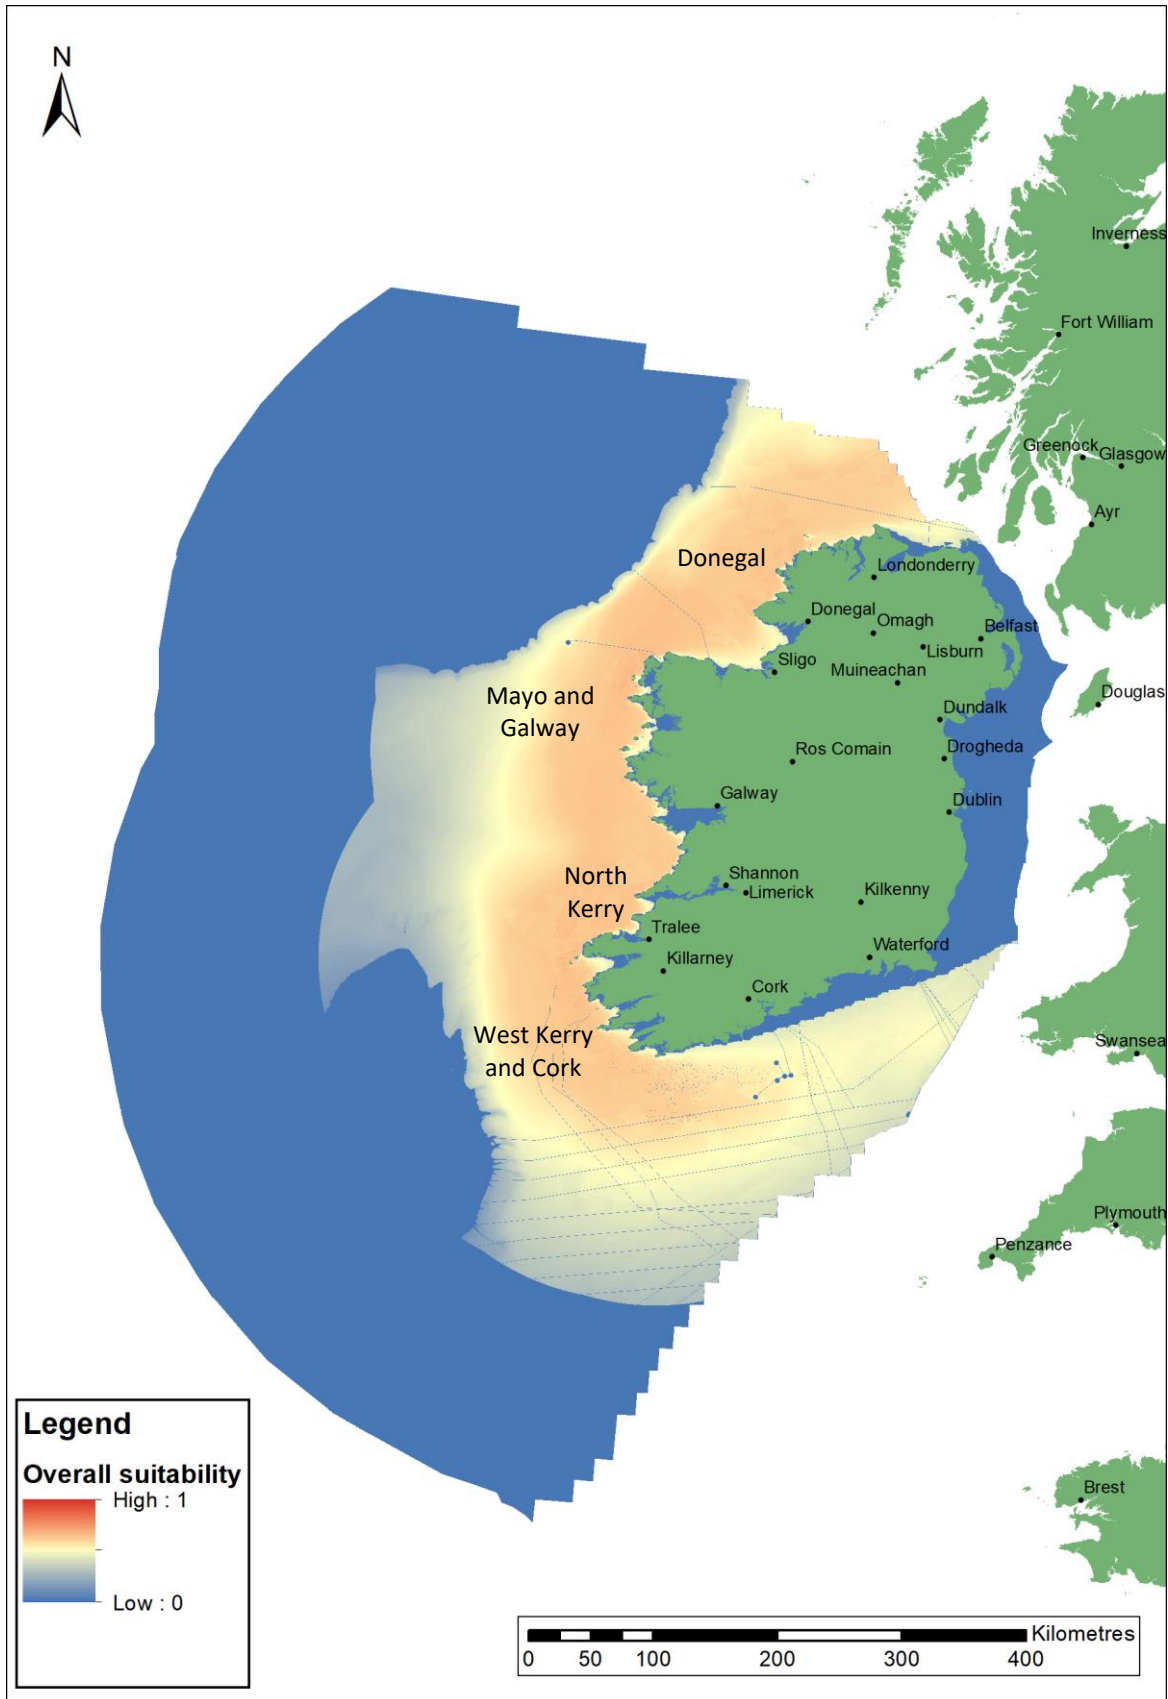 N
Inverness
Fort William
Greenock
Glasgow
Ayr
Donegal
Londonderry
Donegal
Omagh
Belfast
Lisburn
Sligo
Muineachan
Douglas
Mayo and
Galway
Dundalk
Drogheda
Ros Comain
Galway
Dublin
North
Kerry
Shannon
Limerick
Kilkenny
Tralee
Waterford
Killarney
Cork
West Kerry
and Cork
Swansea
Plymouth
Penzance
Brest
Legend
Overall suitability
High : 1
Low : 0
Kilometres
0 50 100 200 300 400